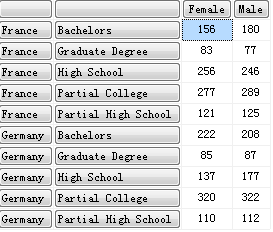 Female Male
France Bachelors 156 180
France Graduate Degree 83 77
France High School 256 246
France Partial College 277 289
France Partial High School 121 125
Germany Bachelors 222 208
Germany Graduate Degree 85 87
Germany High School 137 177
Germany Partial College 320 322
Germany Partial High School 110 112